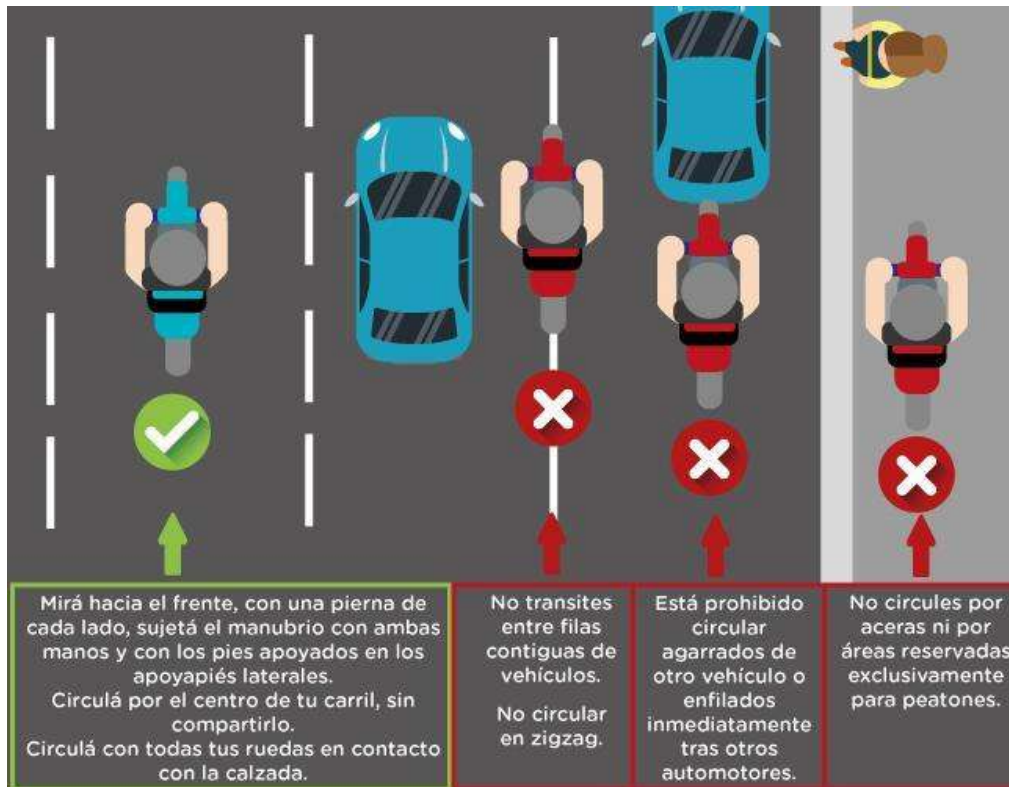 Mirá hacia el frente, con una pierna de
cada lado, sujetá el manubrio con ambas
manos y con los pies apoyados en los
apoyapiés laterales.
Circulá por el centro de tu carril, sin
compartirlo.
Circulá con todas tus ruedas en contacto
con la calzada.
No transites
entre filas
contiguas de
vehículos.
No circular
en zigzag.
Está prohibido
circular
agarrados de
otro vehículo o
enfilados
inmediatamente
tras otros
automotores.
No circules por
aceras ni por
áreas reservadas
exclusivamente
para peatones.